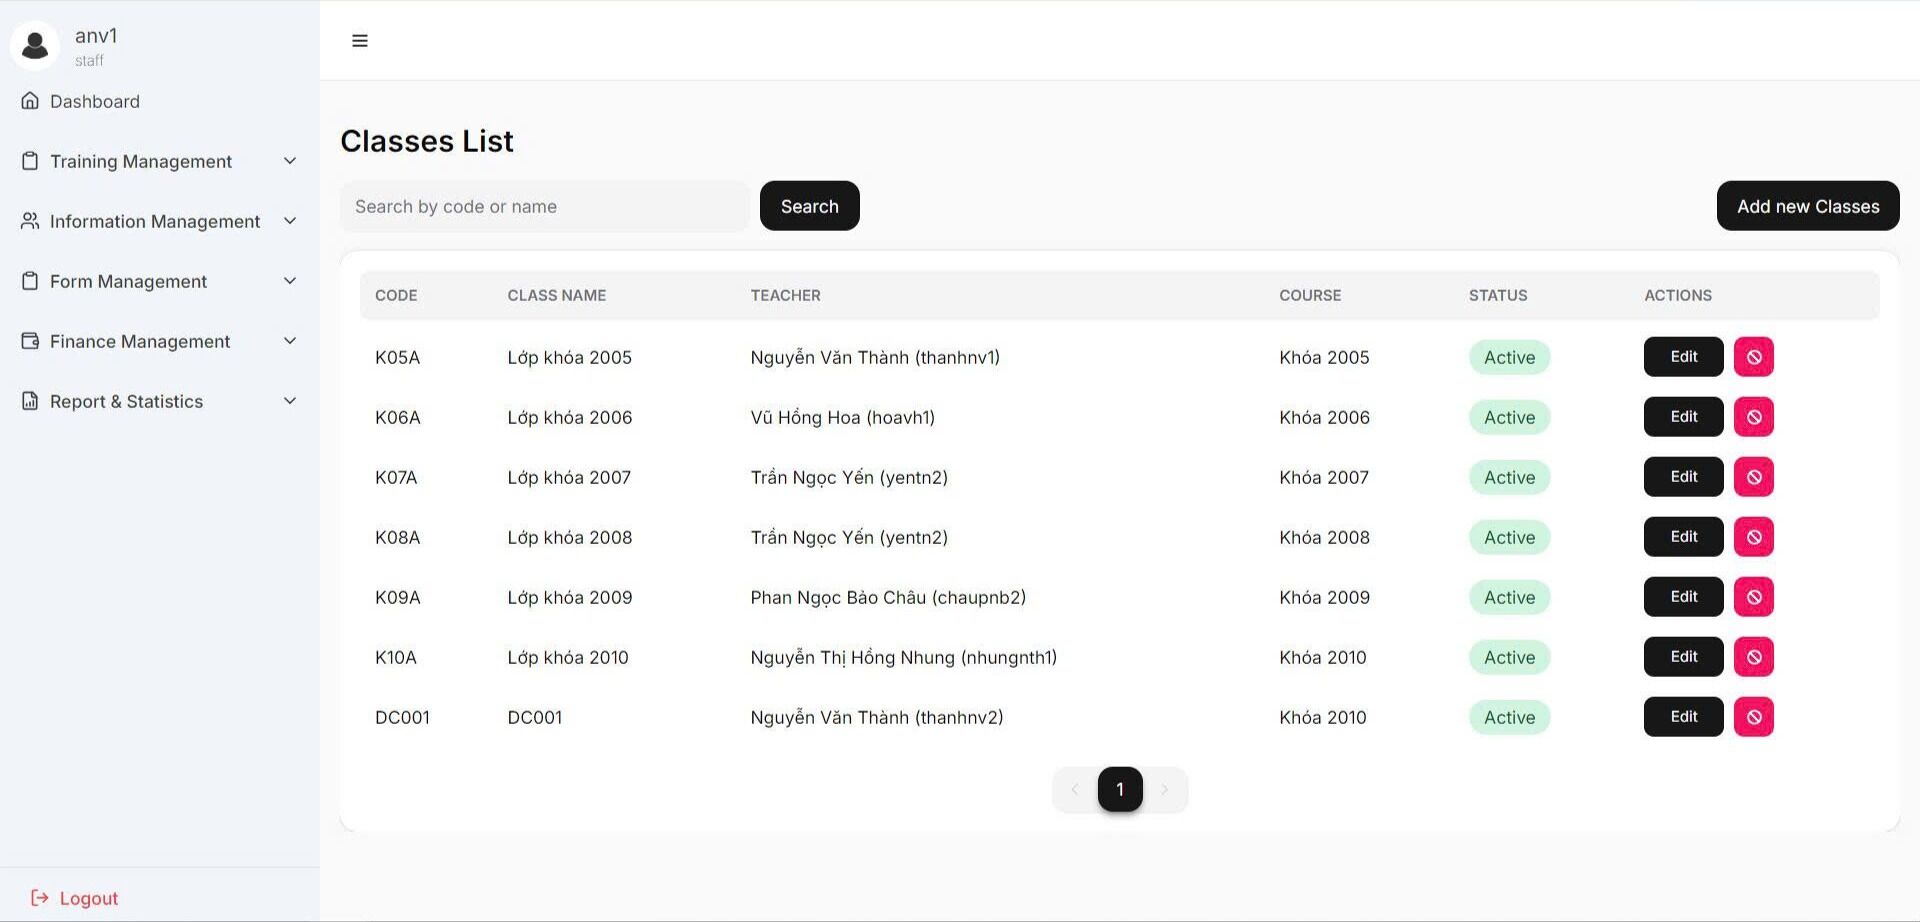 anv1
staff
Dashboard
Training Management
Information Management
Form Management
Finance Management
Report & Statistics
Logout
Classes List
Search by code or name
Search
Add new Classes
CODE CLASS NAME TEACHER COURSE STATUS ACTIONS
K05A Lớp khóa 2005 Nguyễn Văn Thành (thanhnv1) Khóa 2005 Active Edit
K06A Lớp khóa 2006 Vũ Hồng Hoa (hoavh1) Khóa 2006 Active Edit
K07A Lớp khóa 2007 Trần Ngọc Yến (yentn2) Khóa 2007 Active Edit
K08A Lớp khóa 2008 Trần Ngọc Yến (yentn2) Khóa 2008 Active Edit
K09A Lớp khóa 2009 Phan Ngọc Bảo Châu (chaupnb2) Khóa 2009 Active Edit
K10A Lớp khóa 2010 Nguyễn Thị Hồng Nhung (nhungnth1) Khóa 2010 Active Edit
DC001 DC001 Nguyễn Văn Thành (thanhnv2) Khóa 2010 Active Edit
1